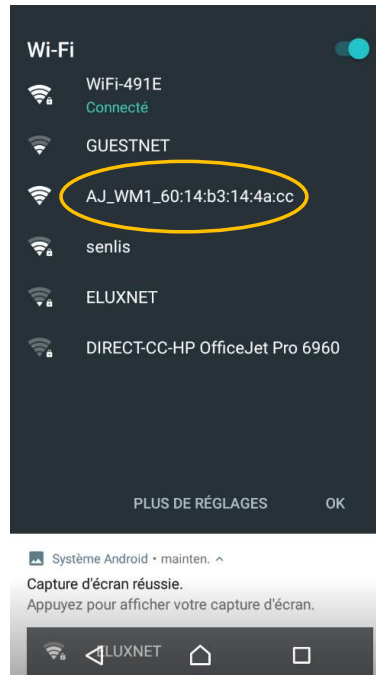 Wi-Fi
WiFi-491E
Connecté
GUESTNET
AJ_WM1_60:14:b3:14:4a:cc
senlis
ELUXNET
DIRECT-CC-HP OfficeJet Pro 6960
PLUS DE RÉGLAGES OK
Système Android • mainten.
Capture d'écran réussie.
Appuyez pour afficher votre capture d'écran.
ELUXNET